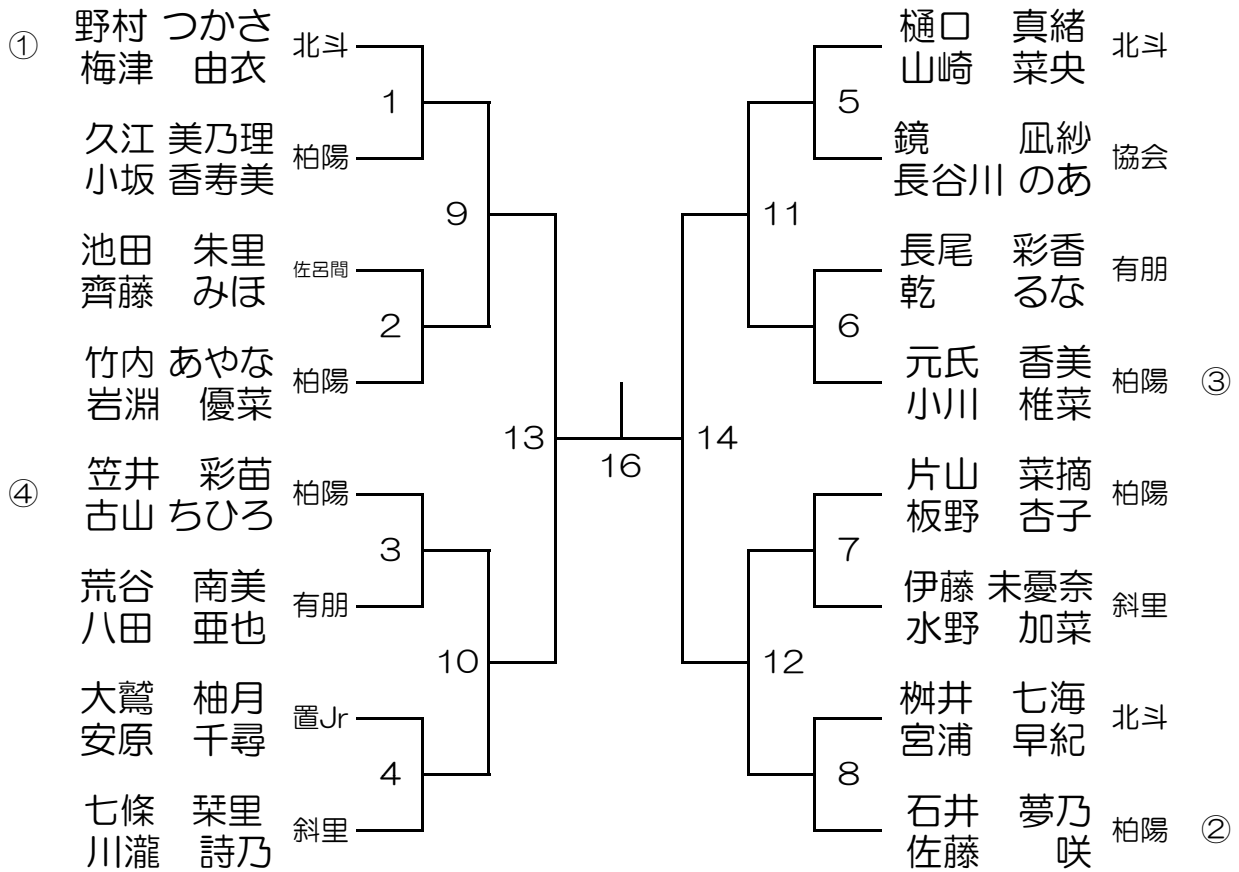 ① 野村 つかさ 北斗
梅津 由衣
1
久江 美乃理 柏陽
小坂 香寿美
9
池田 朱里 佐呂間
齊藤 みほ
2
竹内 あやな 柏陽
岩淵 優菜
13
④ 笠井 彩苗 柏陽
古山 ちひろ
3
荒谷 南美 有朋
八田 亜也
10
大鷲 柚月 置Jr
安原 千尋
4
七條 栞里 斜里
川瀧 詩乃
16
樋口 真緒 北斗
山崎 菜央
5
鏡 凪紗 協会
長谷川 のあ
11
長尾 彩香 有朋
乾 るな
6
元氏 香美 柏陽 ③
小川 椎菜
14
片山 菜摘 柏陽
板野 杏子
7
伊藤 未憂奈 斜里
水野 加菜
12
桝井 七海 北斗
宮浦 早紀
8
石井 夢乃 柏陽 ②
佐藤 咲